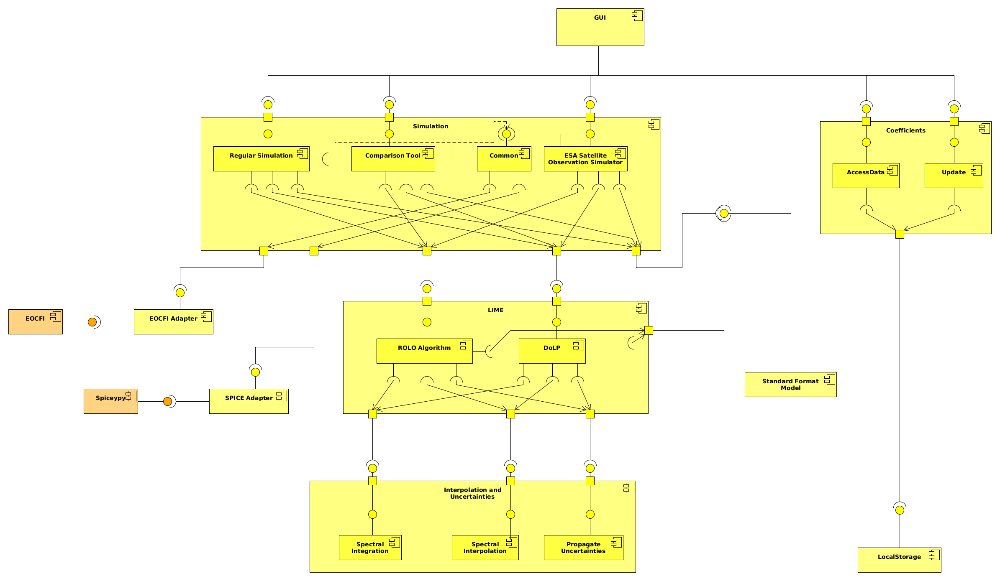 GUI
Simulation
Coefficients
Regular Simulation
Comparison Tool
Common
ESA Satellite
Observation Simulator
AccessData
Update
LIME
EOCFI
EOCFI Adapter
ROLO Algorithm
DoLP
Standard Format
Model
Spiceypy
SPICE Adapter
Interpolation and
Uncertainties
Spectral
Integration
Spectral
Interpolation
Propagate
Uncertainties
LocalStorage